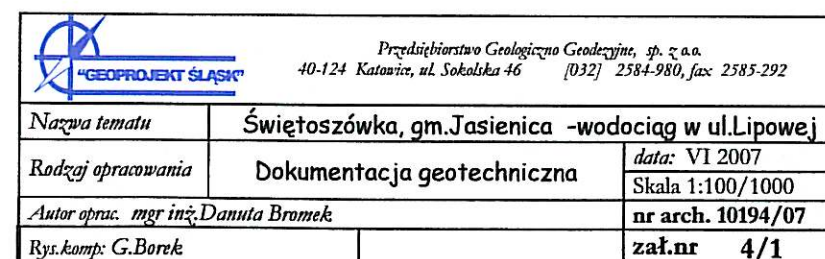 "GEOPROJEKT ŚLĄSK"
Przedsiębiorstwo Geologiczno Geodezyjne, sp. z o.o.
40-124 Katowice, ul. Sokolska 46 [032] 2584-980, fax 2585-292
Nazwa tematu Świętoszówka, gm.Jasienica -wodociąg w ul.Lipowej
Rodzaj opracowania Dokumentacja geotechniczna data: VI 2007
Skala 1:100/1000
Autor oprac. mgr inż.Danuta Bromek nr arch. 10194/07
Rys.komp: G.Borek zał.nr 4/1